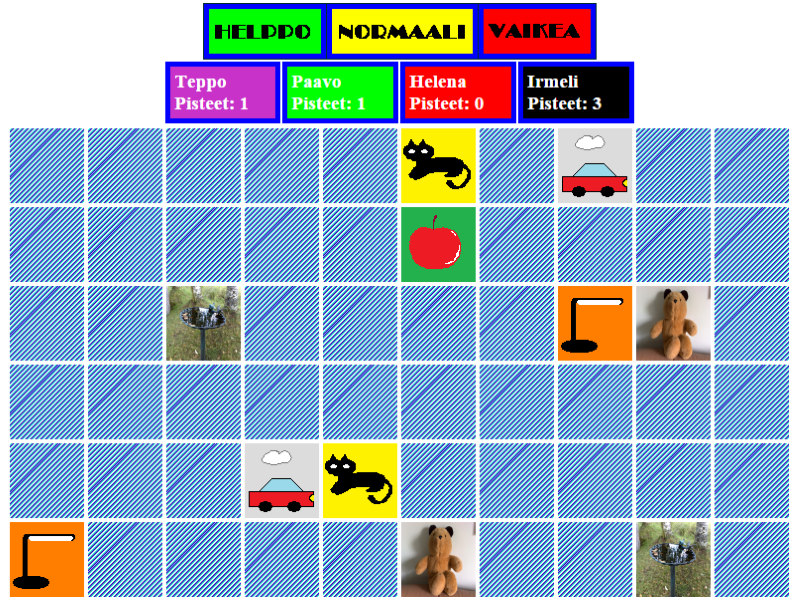 HELPPO
NORMAALI
VAIKEA
Teppo
Pisteet: 1
Paavo
Pisteet: 1
Helena
Pisteet: 0
Irmeli
Pisteet: 3